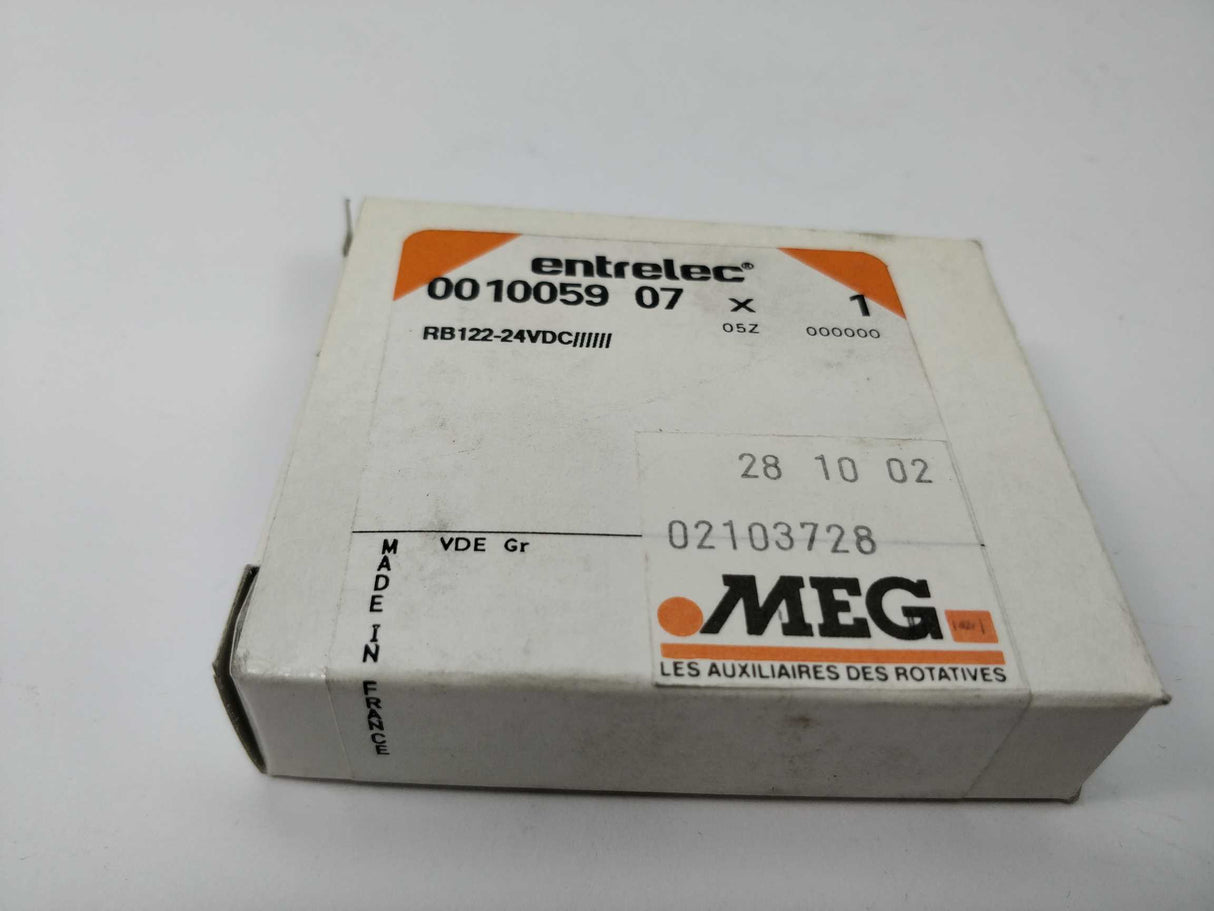 entrelec®
0010059 07 x 1
05Z 000000
RB122-24VDC//////
28 10 02
02103728
VDE Gr
MADE IN FRANCE
MEG
LES AUXILIAIRES DES ROTATIVES